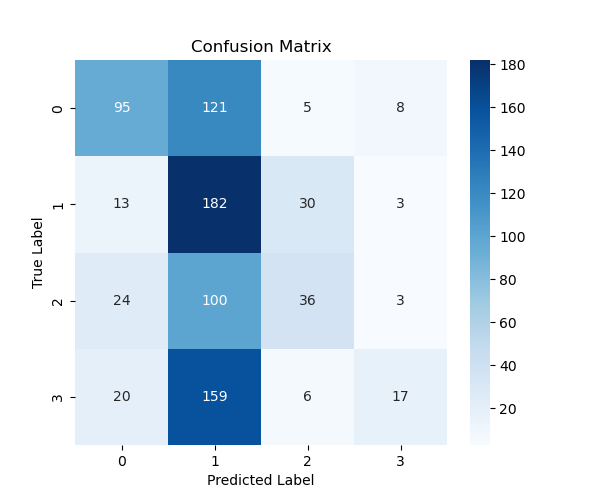 Confusion Matrix
True Label
0 95 121 5 8
1 13 182 30 3
2 24 100 36 3
3 20 159 6 17
0 1 2 3
Predicted Label
180
160
140
120
100
80
60
40
20